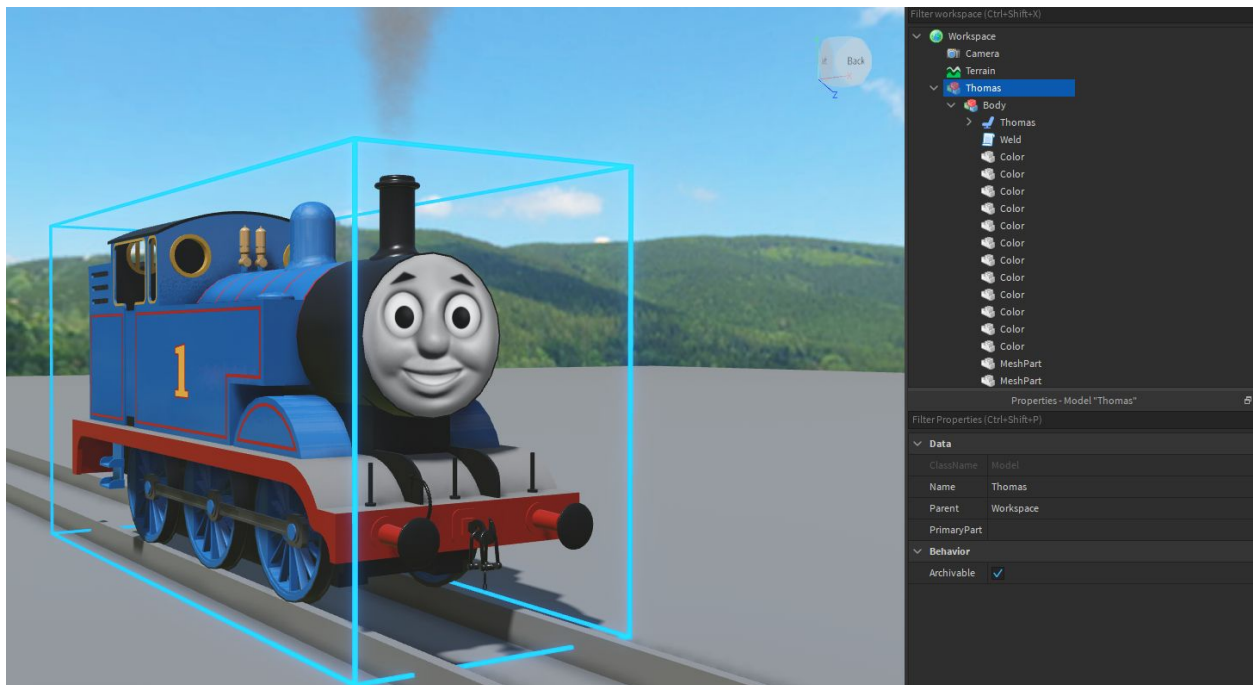 Filter workspace (Ctrl+Shift+X)
Workspace
Camera
Terrain
Thomas
Body
Thomas
Weld
Color
Color
Color
Color
Color
Color
Color
Color
Color
Color
Color
Color
MeshPart
MeshPart
Back
Z
1
Properties - Model "Thomas"
Filter Properties (Ctrl+Shift+P)
Data
ClassName Model
Name Thomas
Parent Workspace
PrimaryPart
Behavior
Archivable